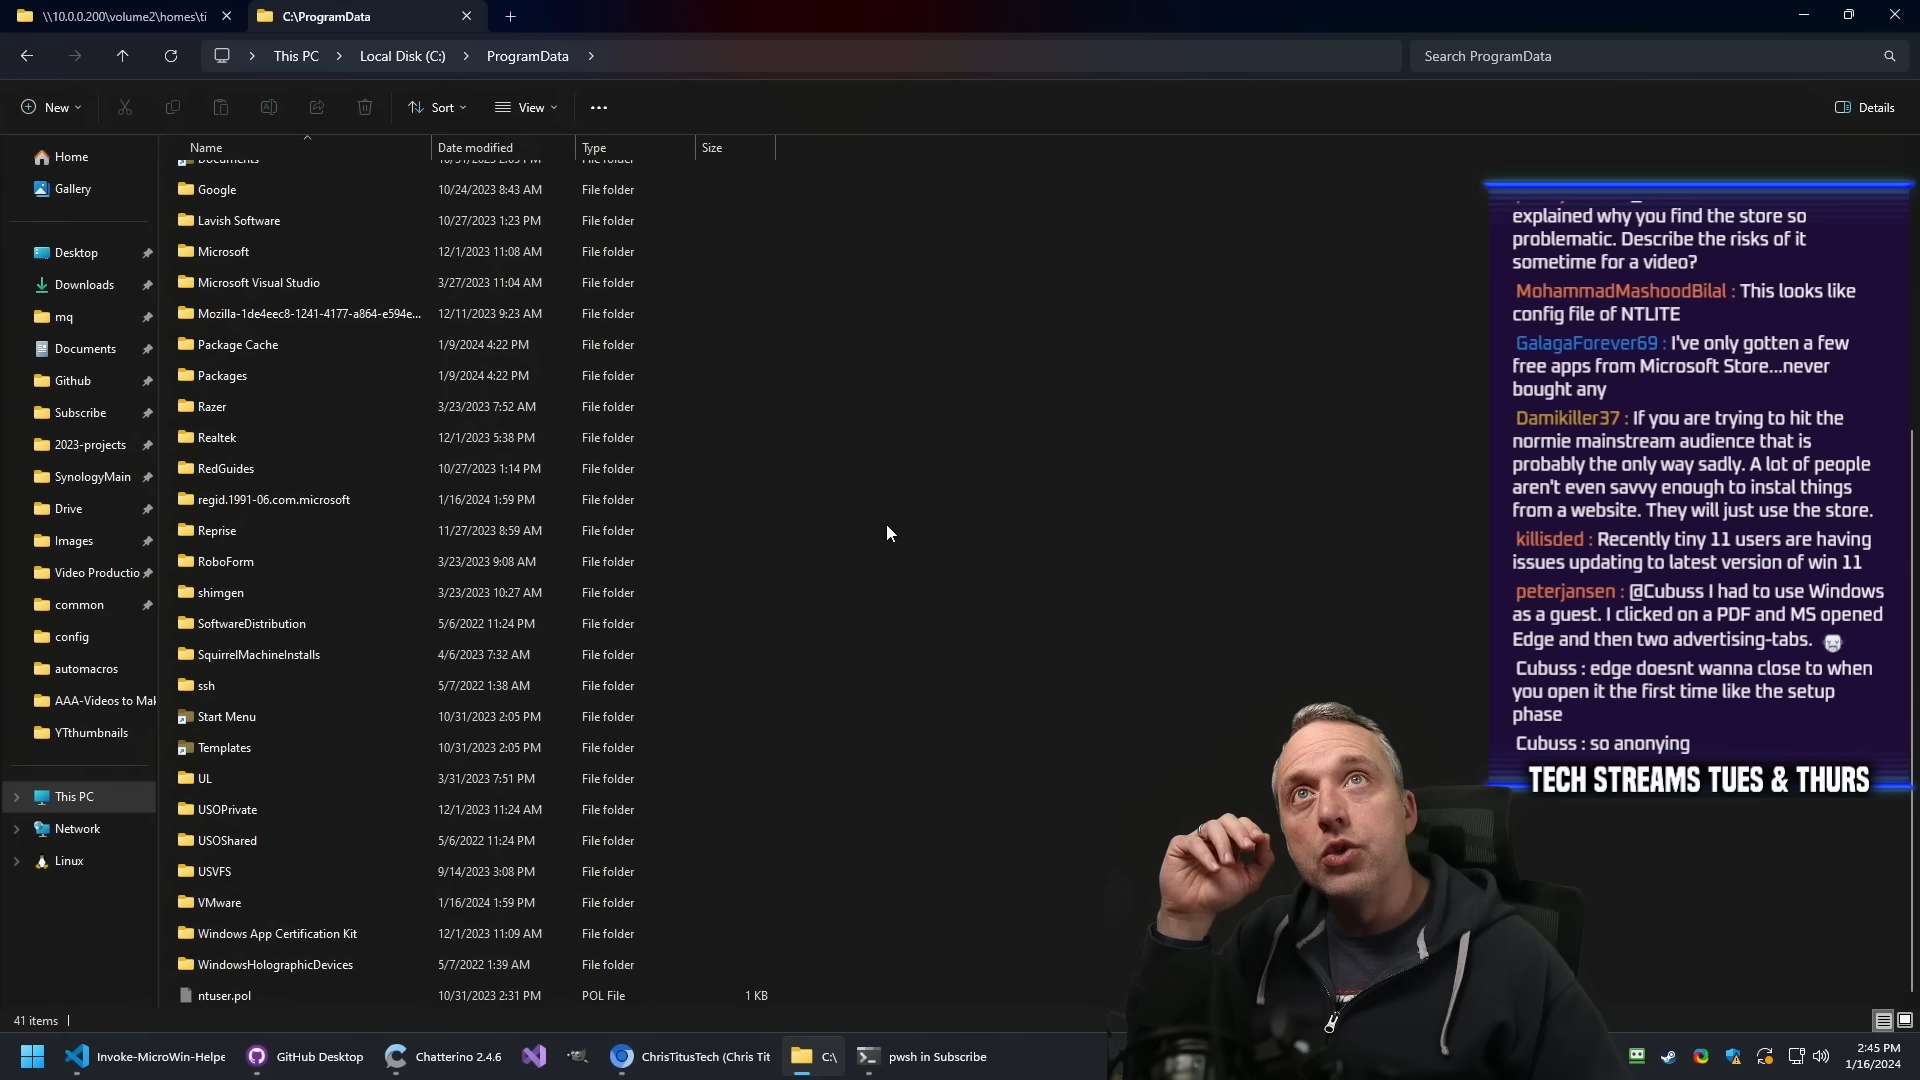 \\10.0.0.200\volume2\homes\ti
C:\ProgramData
This PC
Local Disk (C:)
ProgramData
Search ProgramData
New
Sort
View
Details
Name
Date modified
Type
Size
Documents 10/31/2023 2:05 PM File folder
Google 10/24/2023 8:43 AM File folder
Lavish Software 10/27/2023 1:23 PM File folder
Microsoft 12/1/2023 11:08 AM File folder
Microsoft Visual Studio 3/27/2023 11:04 AM File folder
Mozilla-1de4eec8-1241-4177-a864-e594e... 12/11/2023 9:23 AM File folder
Package Cache 1/9/2024 4:22 PM File folder
Packages 1/9/2024 4:22 PM File folder
Razer 3/23/2023 7:52 AM File folder
Realtek 12/1/2023 5:38 PM File folder
RedGuides 10/27/2023 1:14 PM File folder
regid.1991-06.com.microsoft 1/16/2024 1:59 PM File folder
Reprise 11/27/2023 8:59 AM File folder
RoboForm 3/23/2023 9:08 AM File folder
shimgen 3/23/2023 10:27 AM File folder
SoftwareDistribution 5/6/2022 11:24 PM File folder
SquirrelMachineInstalls 4/6/2023 7:32 AM File folder
ssh 5/7/2022 1:38 AM File folder
Start Menu 10/31/2023 2:05 PM File folder
Templates 10/31/2023 2:05 PM File folder
UL 3/31/2023 7:51 PM File folder
USOPrivate 12/1/2023 11:24 AM File folder
USOShared 5/6/2022 11:24 PM File folder
USVFS 9/14/2023 3:08 PM File folder
VMware 1/16/2024 1:59 PM File folder
Windows App Certification Kit 12/1/2023 11:09 AM File folder
WindowsHolographicDevices 5/7/2022 1:39 AM File folder
ntuser.pol 10/31/2023 2:31 PM POL File 1 KB
Home
Gallery
Desktop
Downloads
mq
Documents
Github
Subscribe
2023-projects
SynologyMain
Drive
Images
Video Productio
common
config
automacros
AAA-Videos to Mak
YTthumbnails
This PC
Network
Linux
explained why you find the store so
problematic. Describe the risks of it
sometime for a video?
MohammadMashoodBilal : This looks like
config file of NTLITE
GalagaForever69 : I've only gotten a few
free apps from Microsoft Store...never
bought any
Damikiller37 : If you are trying to hit the
normie mainstream audience that is
probably the only way sadly. A lot of people
aren't even savvy enough to instal things
from a website. They will just use the store.
killisded : Recently tiny 11 users are having
issues updating to latest version of win 11
peterjansen : @Cubuss I had to use Windows
as a guest. I clicked on a PDF and MS opened
Edge and then two advertising-tabs.
Cubuss : edge doesnt wanna close to when
you open it the first time like the setup
phase
Cubuss : so anonying
TECH STREAMS TUES & THURS
41 items
Invoke-MicroWin-Helpe
GitHub Desktop
Chatterino 2.4.6
ChrisTitusTech (Chris Tit
C:\
pwsh in Subscribe
2:45 PM
1/16/2024